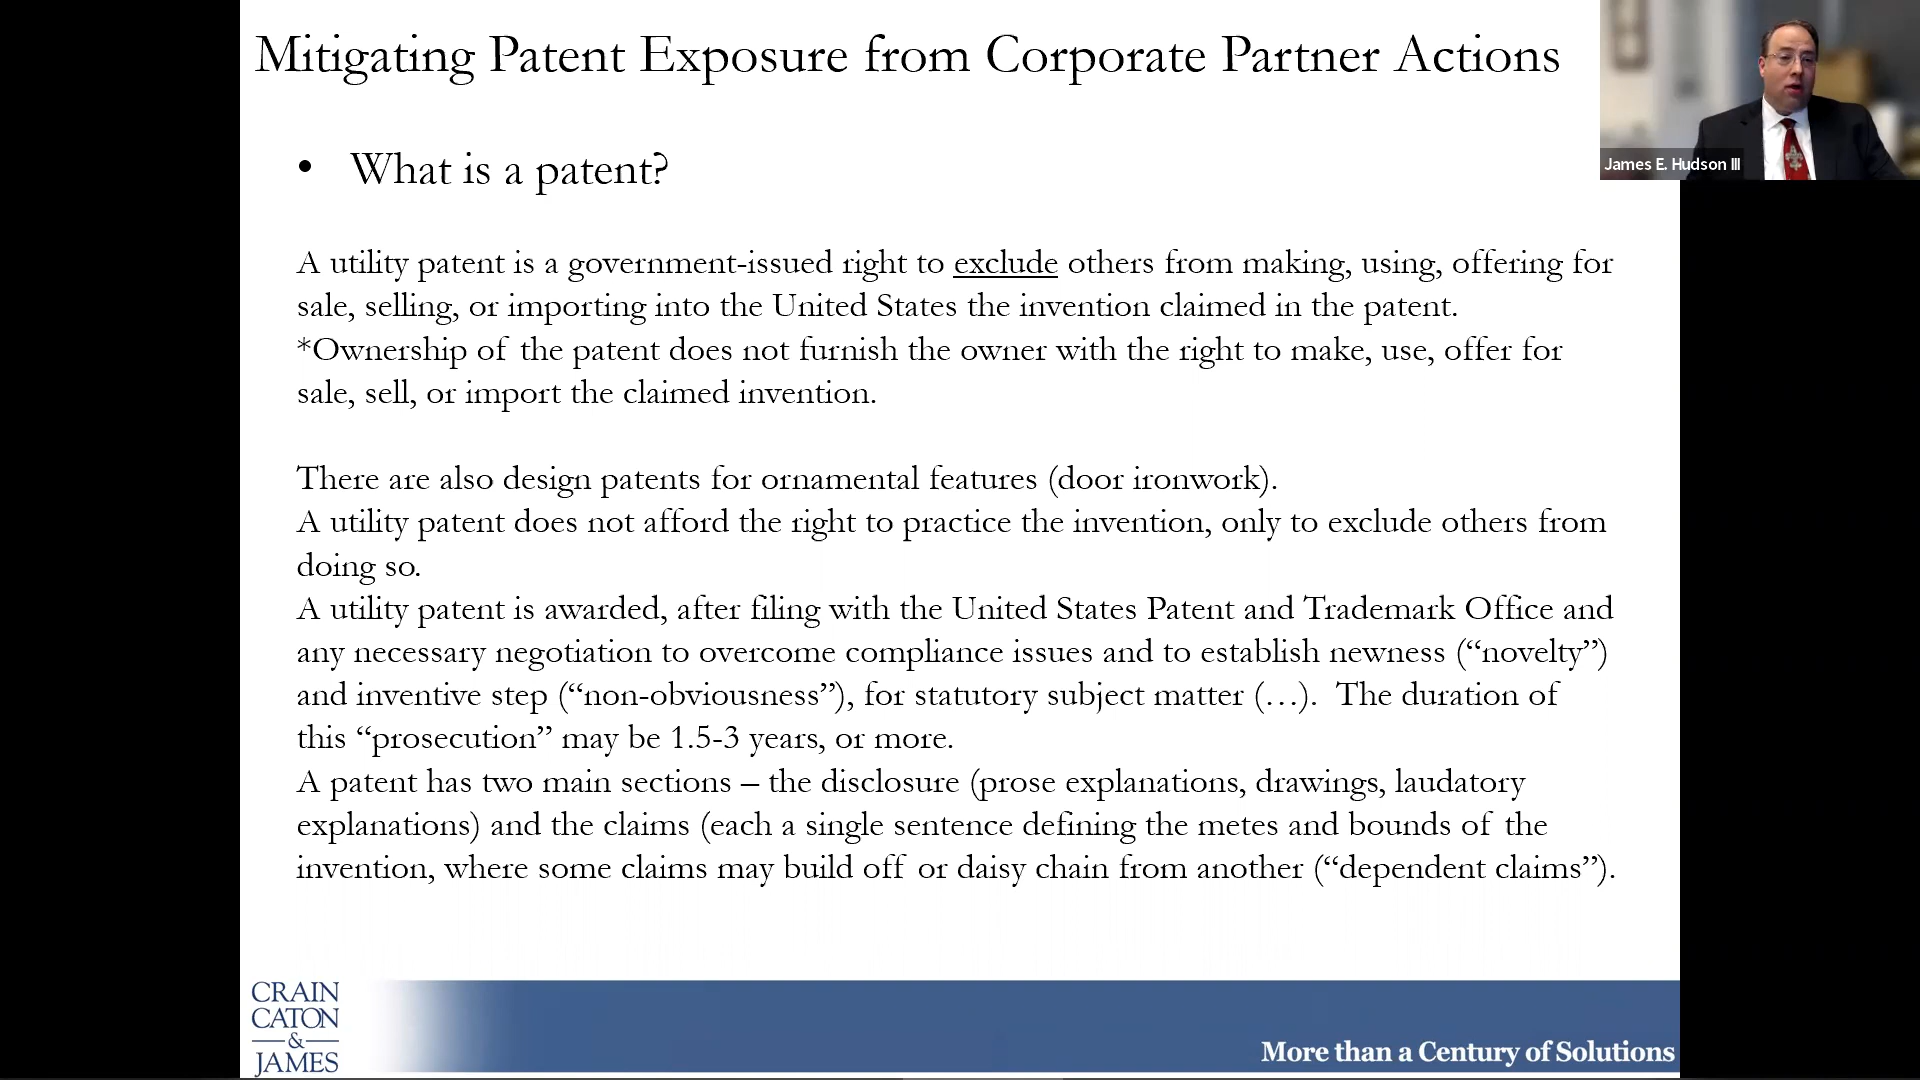 Mitigating Patent Exposure from Corporate Partner Actions
James E. Hudson III
• What is a patent?
A utility patent is a government-issued right to exclude others from making, using, offering for
sale, selling, or importing into the United States the invention claimed in the patent.
*Ownership of the patent does not furnish the owner with the right to make, use, offer for
sale, sell, or import the claimed invention.
There are also design patents for ornamental features (door ironwork).
A utility patent does not afford the right to practice the invention, only to exclude others from
doing so.
A utility patent is awarded, after filing with the United States Patent and Trademark Office and
any necessary negotiation to overcome compliance issues and to establish newness (“novelty”)
and inventive step (“non-obviousness”), for statutory subject matter (…).  The duration of
this “prosecution” may be 1.5-3 years, or more.
A patent has two main sections – the disclosure (prose explanations, drawings, laudatory
explanations) and the claims (each a single sentence defining the metes and bounds of the
invention, where some claims may build off or daisy chain from another (“dependent claims”).
CRAIN
CATON
&
JAMES
More than a Century of Solutions